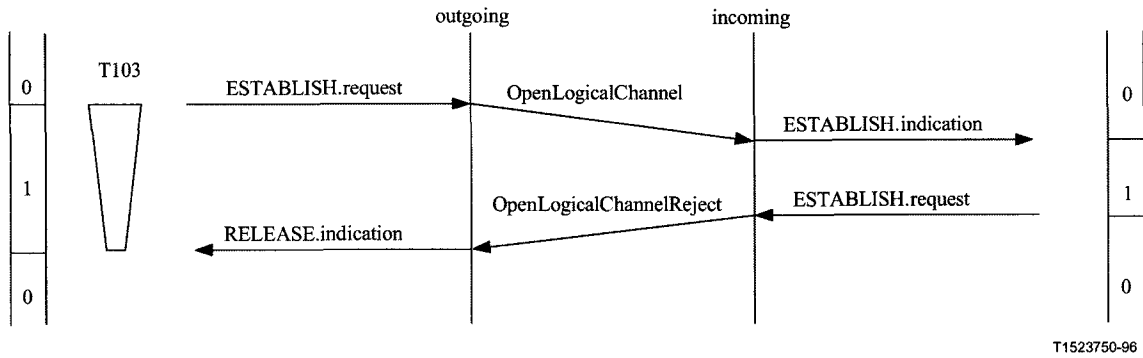 outgoing
incoming
T103
0
ESTABLISH.request
OpenLogicalChannel
0
ESTABLISH.indication
1
OpenLogicalChannelReject
ESTABLISH.request
1
RELEASE.indication
0
0
T1523750-96